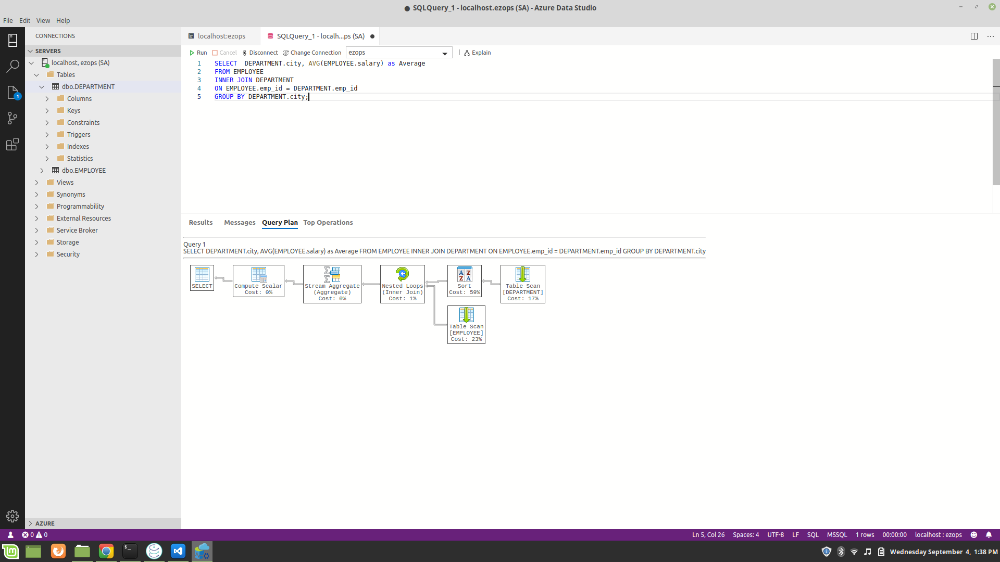 SQLQuery_1 - localhost.ezops (SA) - Azure Data Studio
File Edit View Help
CONNECTIONS
SERVERS
localhost, ezops (SA)
Tables
dbo.DEPARTMENT
Columns
Keys
Constraints
Triggers
Indexes
Statistics
dbo.EMPLOYEE
Views
Synonyms
Programmability
External Resources
Service Broker
Storage
Security
AZURE
1
localhost:ezops
SQLQuery_1 - localh...ps (SA)
Run Cancel Disconnect Change Connection ezops Explain
1 SELECT  DEPARTMENT.city, AVG(EMPLOYEE.salary) as Average
2 FROM EMPLOYEE
3 INNER JOIN DEPARTMENT
4 ON EMPLOYEE.emp_id = DEPARTMENT.emp_id
5 GROUP BY DEPARTMENT.city;
Results Messages Query Plan Top Operations
Query 1
SELECT DEPARTMENT.city, AVG(EMPLOYEE.salary) as Average FROM EMPLOYEE INNER JOIN DEPARTMENT ON EMPLOYEE.emp_id = DEPARTMENT.emp_id GROUP BY DEPARTMENT.city
SELECT
Compute Scalar
Cost: 0%
Stream Aggregate
(Aggregate)
Cost: 0%
Nested Loops
(Inner Join)
Cost: 1%
A Z
Z A
Sort
Cost: 59%
Table Scan
[DEPARTMENT]
Cost: 17%
Table Scan
[EMPLOYEE]
Cost: 23%
0 0
Ln 5, Col 26 Spaces: 4 UTF-8 LF SQL MSSQL 1 rows 00:00:00 localhost : ezops
Wednesday September 4, 1:38 PM